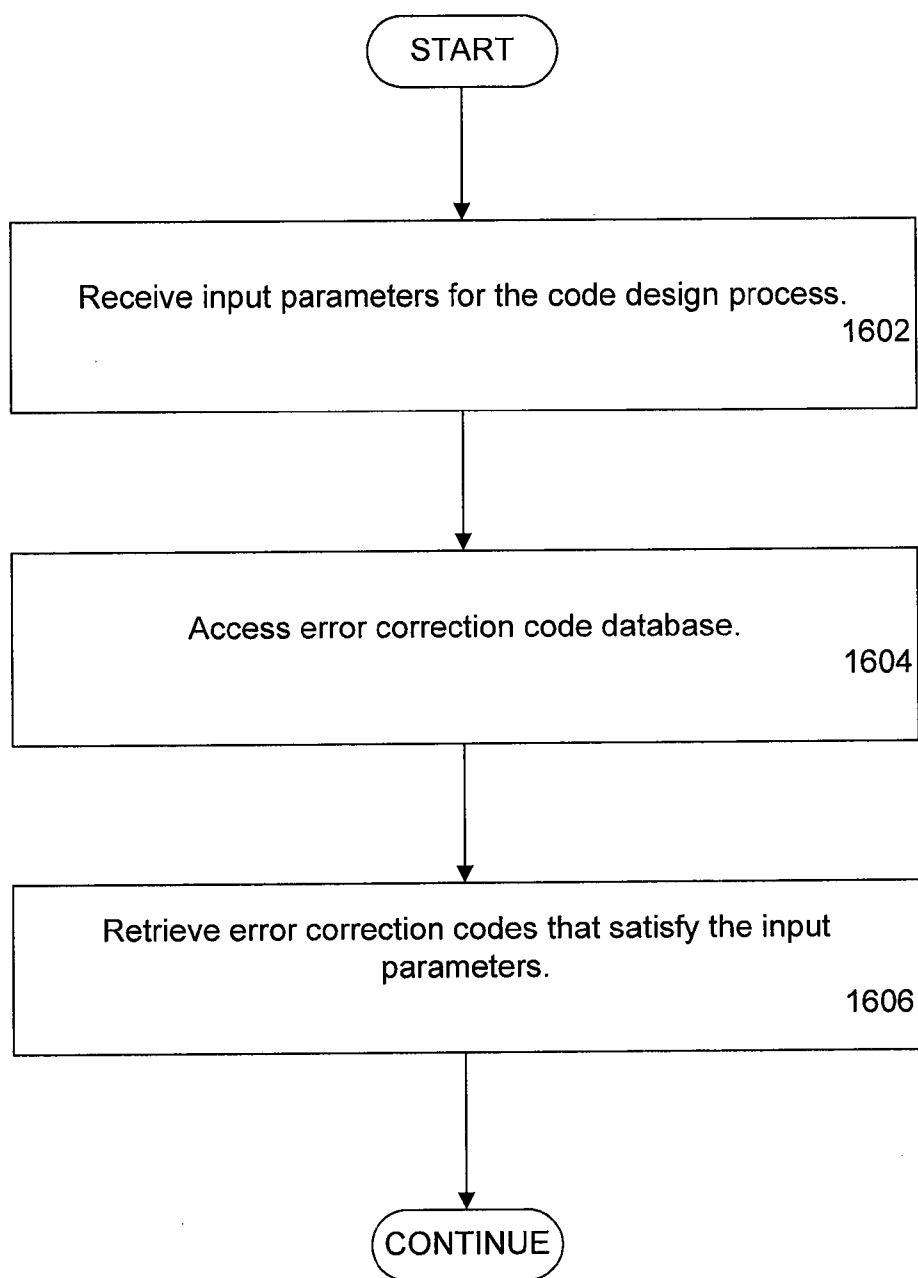 START
Receive input parameters for the code design process.
1602
Access error correction code database.
1604
Retrieve error correction codes that satisfy the input
parameters.
1606
CONTINUE